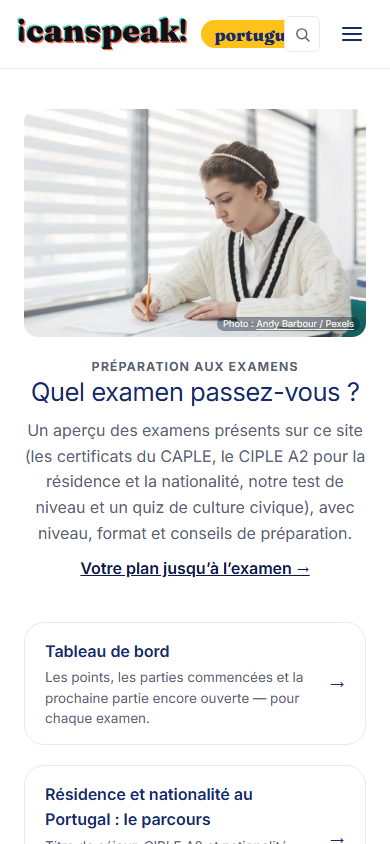 icanspeak!
Photo : Andy Barbour / Pexels
PRÉPARATION AUX EXAMENS
Quel examen passez-vous ?
Un aperçu des examens présents sur ce site
(les certificats du CAPLE, le CIPLE A2 pour la
résidence et la nationalité, notre test de
niveau et un quiz de culture civique), avec
niveau, format et conseils de préparation.
Votre plan jusqu’à l’examen →
Tableau de bord
Les points, les parties commencées et la
prochaine partie encore ouverte — pour
chaque examen.
→
Résidence et nationalité au
Portugal : le parcours
→